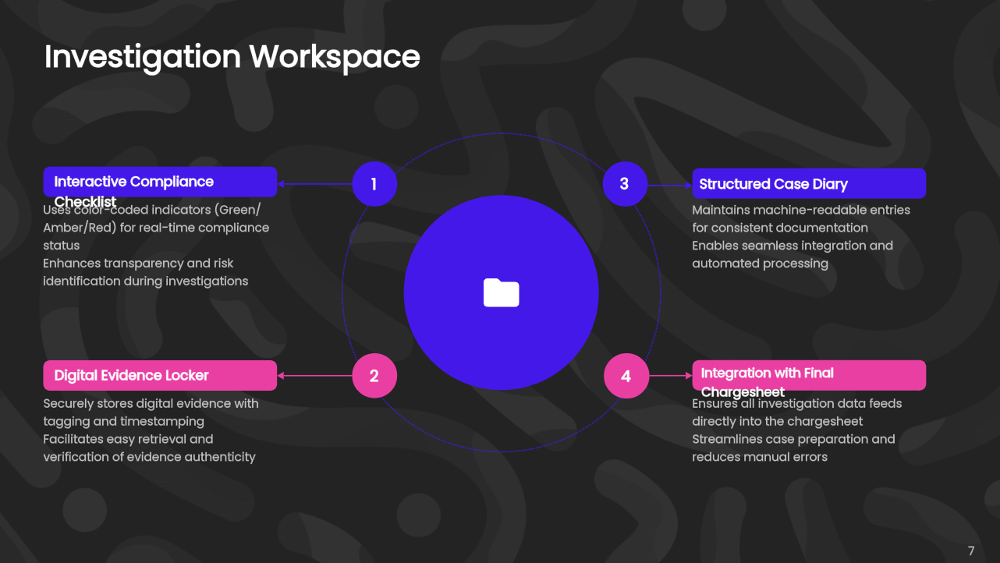 Investigation Workspace
1
Interactive Compliance
Checklist
Uses color-coded indicators (Green/
Amber/Red) for real-time compliance
status
Enhances transparency and risk
identification during investigations
2
Digital Evidence Locker
Securely stores digital evidence with
tagging and timestamping
Facilitates easy retrieval and
verification of evidence authenticity
3
Structured Case Diary
Maintains machine-readable entries
for consistent documentation
Enables seamless integration and
automated processing
4
Integration with Final
Chargesheet
Ensures all investigation data feeds
directly into the chargesheet
Streamlines case preparation and
reduces manual errors
7